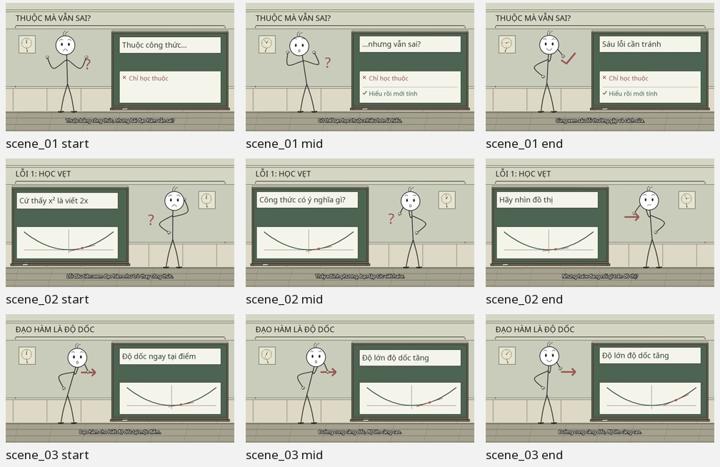 THUỘC MÀ VẪN SAI?
Thuộc công thức...
× Chỉ học thuộc
?
scene_01 start
THUỘC MÀ VẪN SAI?
...nhưng vẫn sai?
× Chỉ học thuộc
✓ Hiểu rồi mới tính
?
scene_01 mid
THUỘC MÀ VẪN SAI?
Sáu lỗi cần tránh
× Chỉ học thuộc
✓ Hiểu rồi mới tính
scene_01 end
LỖI 1: HỌC VẸT
Cứ thấy x² là viết 2x
?
scene_02 start
LỖI 1: HỌC VẸT
Công thức có ý nghĩa gì?
?
scene_02 mid
LỖI 1: HỌC VẸT
Hãy nhìn đồ thị
scene_02 end
ĐẠO HÀM LÀ ĐỘ DỐC
Độ dốc ngay tại điểm
scene_03 start
ĐẠO HÀM LÀ ĐỘ DỐC
Độ lớn độ dốc tăng
scene_03 mid
ĐẠO HÀM LÀ ĐỘ DỐC
Độ lớn độ dốc tăng
scene_03 end